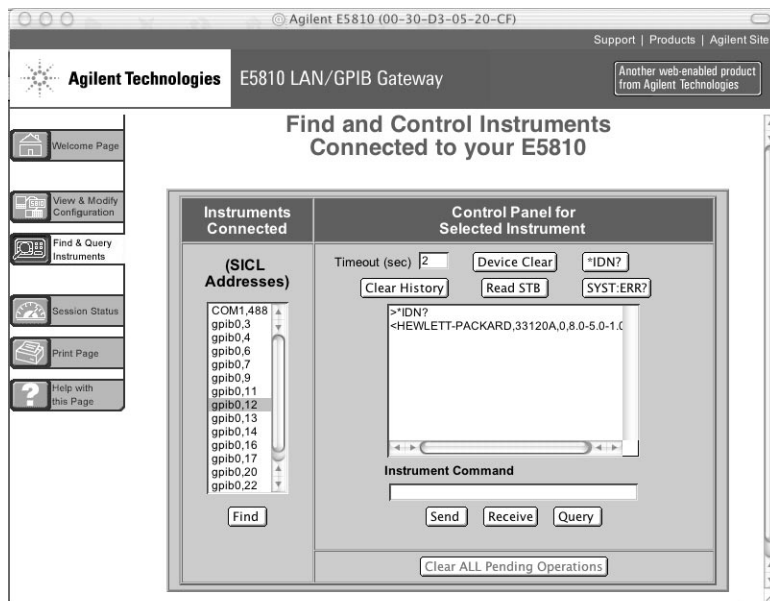 Agilent E5810 (00-30-D3-05-20-CF)
Support | Products | Agilent Site
Agilent Technologies
E5810 LAN/GPIB Gateway
Another web-enabled product
from Agilent Technologies
Welcome Page
View & Modify
Configuration
Find & Query
Instruments
Session Status
Print Page
Help with
this Page
Find and Control Instruments
Connected to your E5810
Instruments
Connected
(SICL
Addresses)
COM1,488
gpib0,3
gpib0,4
gpib0,6
gpib0,7
gpib0,9
gpib0,11
gpib0,12
gpib0,13
gpib0,14
gpib0,16
gpib0,17
gpib0,20
gpib0,22
Find
Control Panel for
Selected Instrument
Timeout (sec) 2 Device Clear *IDN?
Clear History Read STB SYST:ERR?
>*IDN?
<HEWLETT-PACKARD,33120A,0,8.0-5.0-1.0
Instrument Command
Send Receive Query
Clear ALL Pending Operations